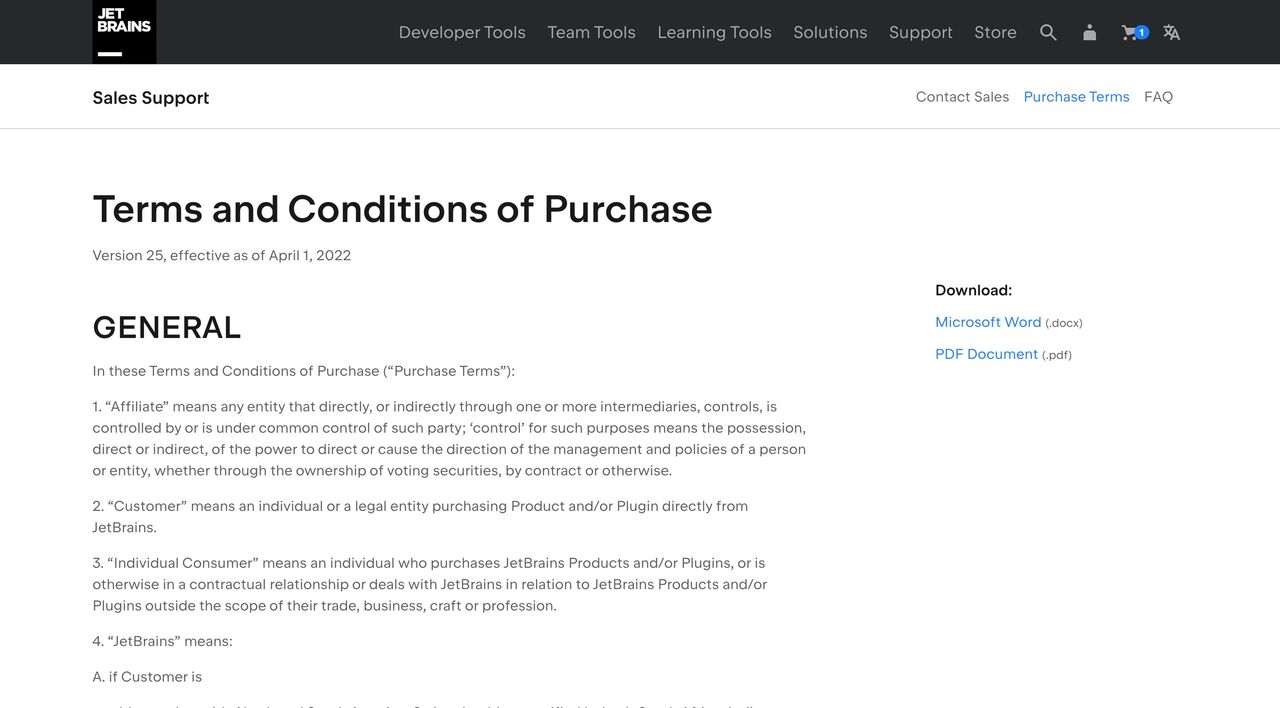 JET
BRAINS
Developer Tools Team Tools Learning Tools Solutions Support Store 1
Sales Support
Contact Sales Purchase Terms FAQ
Terms and Conditions of Purchase
Version 25, effective as of April 1, 2022
Download:
Microsoft Word (.docx)
PDF Document (.pdf)
GENERAL
In these Terms and Conditions of Purchase (“Purchase Terms”):
1. “Affiliate” means any entity that directly, or indirectly through one or more intermediaries, controls, is
controlled by or is under common control of such party; ‘control’ for such purposes means the possession,
direct or indirect, of the power to direct or cause the direction of the management and policies of a person
or entity, whether through the ownership of voting securities, by contract or otherwise.
2. “Customer” means an individual or a legal entity purchasing Product and/or Plugin directly from
JetBrains.
3. “Individual Consumer” means an individual who purchases JetBrains Products and/or Plugins, or is
otherwise in a contractual relationship or deals with JetBrains in relation to JetBrains Products and/or
Plugins outside the scope of their trade, business, craft or profession.
4. “JetBrains” means:
A. if Customer is